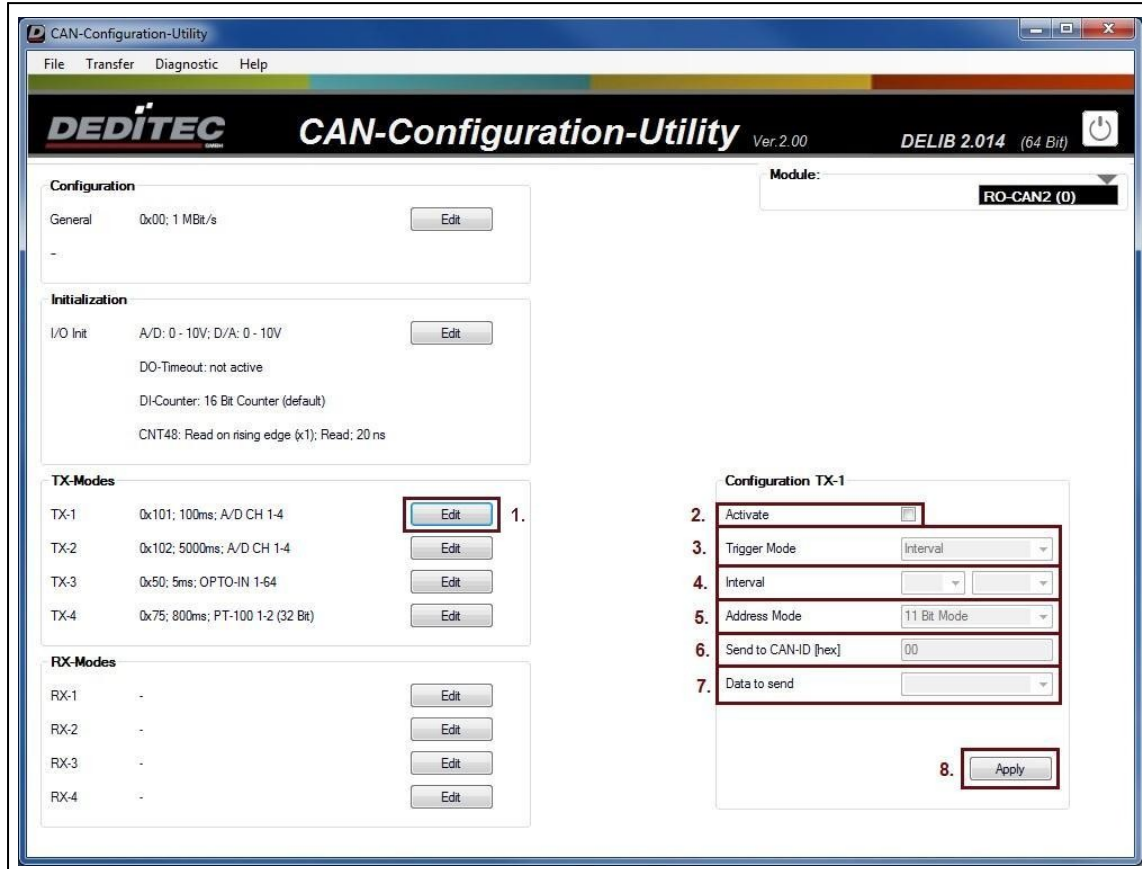 CAN-Configuration-Utility
File Transfer Diagnostic Help
DEDITEC
GMBH
CAN-Configuration-Utility Ver.2.00
DELIB 2.014 (64 Bit)
Module:
RO-CAN2 (0)
Configuration
General 0x00; 1 MBit/s Edit
-
Initialization
I/O Init A/D: 0 - 10V; D/A: 0 - 10V Edit
DO-Timeout: not active
DI-Counter: 16 Bit Counter (default)
CNT48: Read on rising edge (x1); Read; 20 ns
TX-Modes
TX-1 0x101; 100ms; A/D CH 1-4 Edit 1.
TX-2 0x102; 5000ms; A/D CH 1-4 Edit
TX-3 0x50; 5ms; OPTO-IN 1-64 Edit
TX-4 0x75; 800ms; PT-100 1-2 (32 Bit) Edit
RX-Modes
RX-1 - Edit
RX-2 - Edit
RX-3 - Edit
RX-4 - Edit
Configuration TX-1
2. Activate
3. Trigger Mode Interval
4. Interval
5. Address Mode 11 Bit Mode
6. Send to CAN-ID [hex] 00
7. Data to send
8. Apply